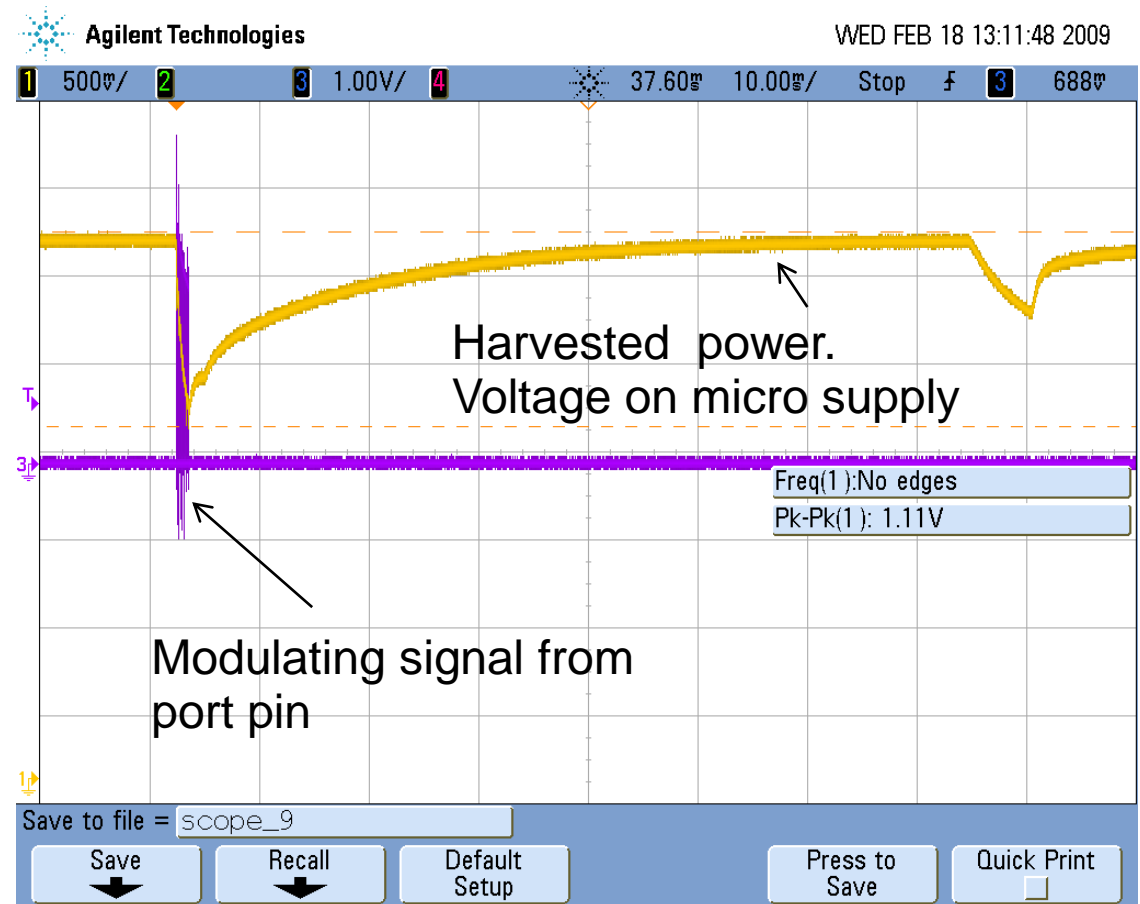 Agilent Technologies
WED FEB 18 13:11:48 2009
1 500㎷/ 2 3 1.00V/ 4 37.60㎳ 10.00㎳/ Stop 3 688㎷
Harvested power.
Voltage on micro supply
T
3
Freq(1):No edges
Pk-Pk(1): 1.11V
Modulating signal from
port pin
1
Save to file = scope_9
Save
Recall
Default
Setup
Press to
Save
Quick Print